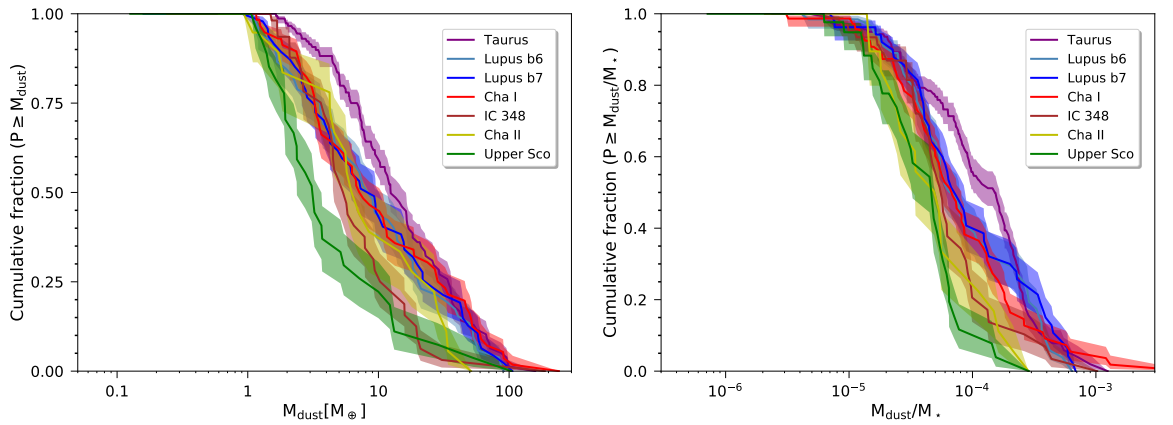 Cumulative fraction (P ≥ M_dust)
1.00
0.75
0.50
0.25
0.00
0.1
1
10
100
M_dust[M_⊕]
Taurus
Lupus b6
Lupus b7
Cha I
IC 348
Cha II
Upper Sco
Cumulative fraction (P ≥ M_dust/M_⋆)
1.0
0.8
0.6
0.4
0.2
0.0
10⁻⁶
10⁻⁵
10⁻⁴
10⁻³
M_dust/M_⋆
Taurus
Lupus b6
Lupus b7
Cha I
IC 348
Cha II
Upper Sco